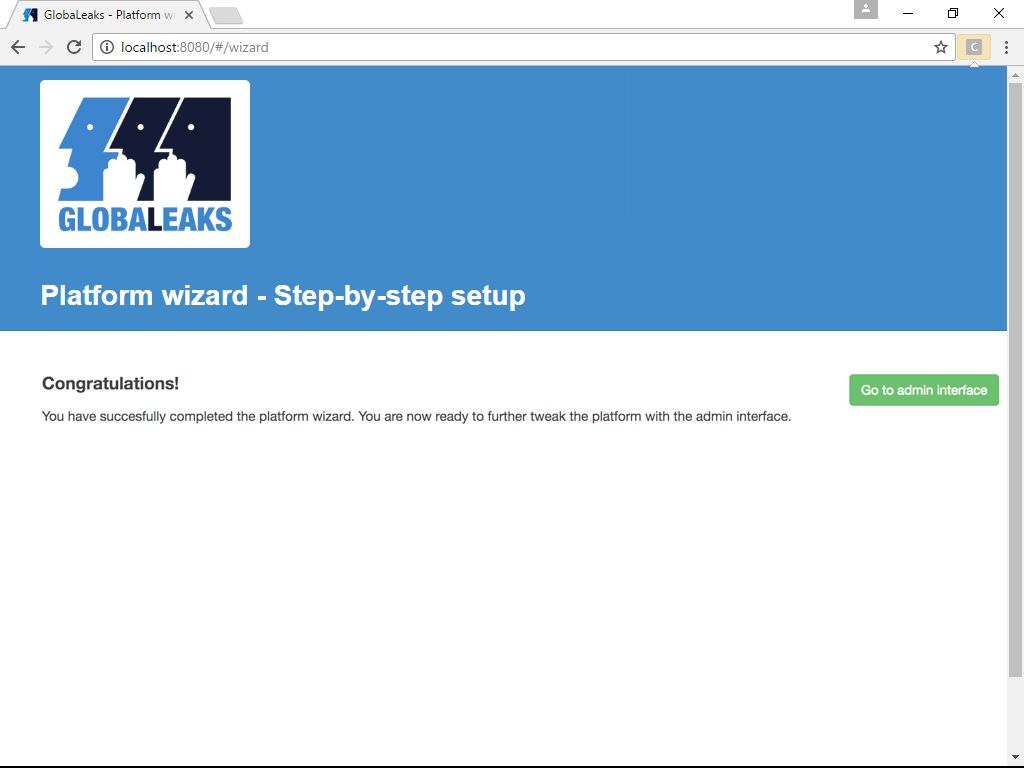 GlobaLeaks - Platform wi
localhost:8080/#/wizard
C
GLOBALEAKS
Platform wizard - Step-by-step setup
Congratulations!
Go to admin interface
You have succesfully completed the platform wizard. You are now ready to further tweak the platform with the admin interface.